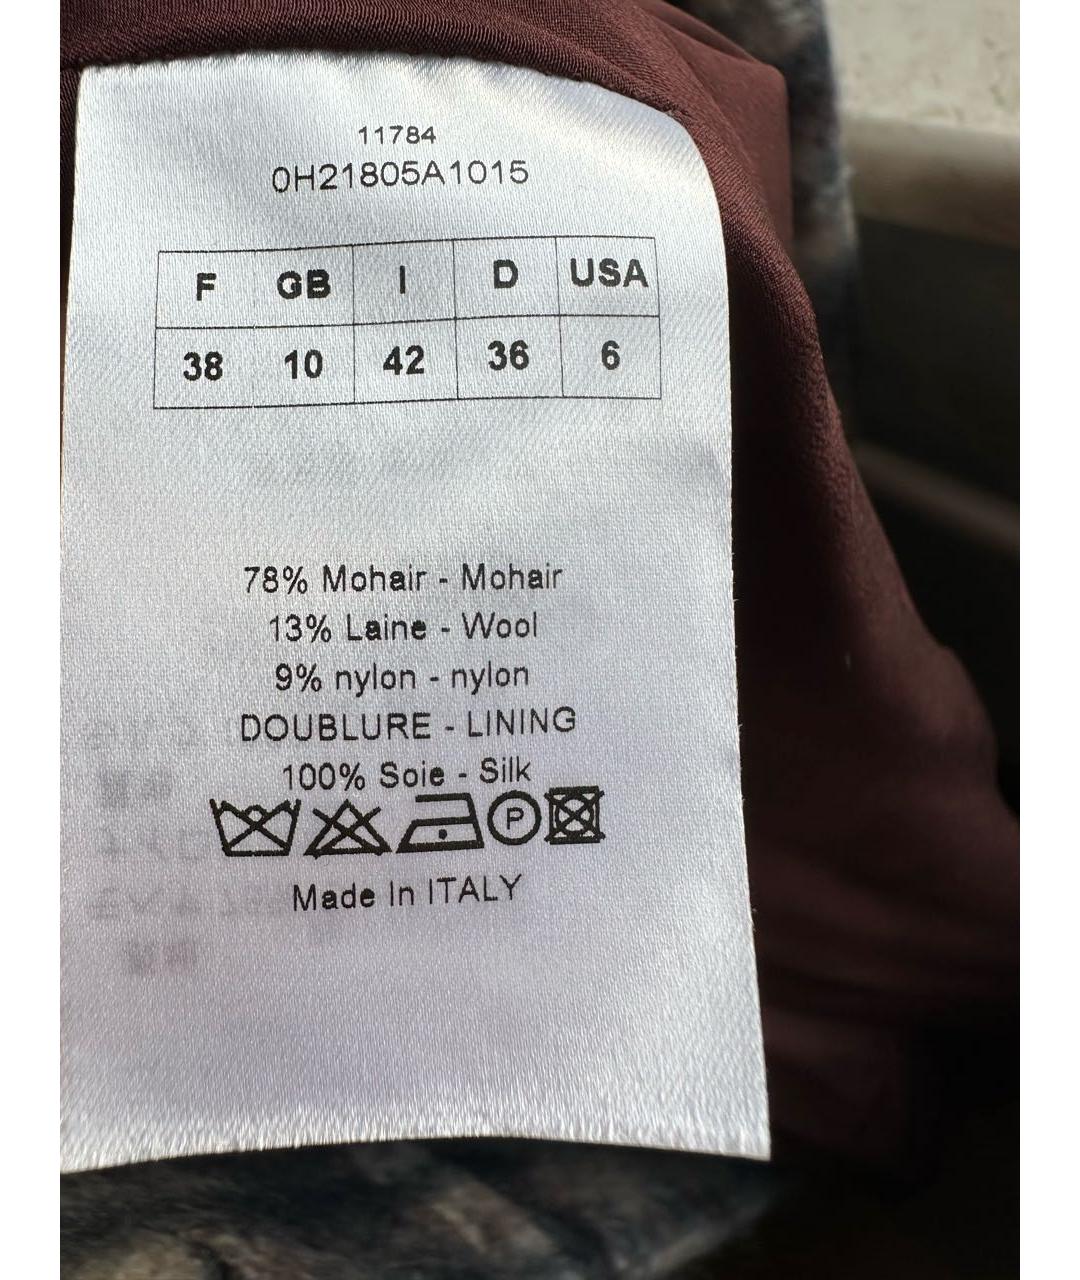 11784
0H21805A1015
F GB I D USA
38 10 42 36 6
78% Mohair - Mohair
13% Laine - Wool
9% nylon - nylon
DOUBLURE - LINING
100% Soie - Silk
P
Made In ITALY